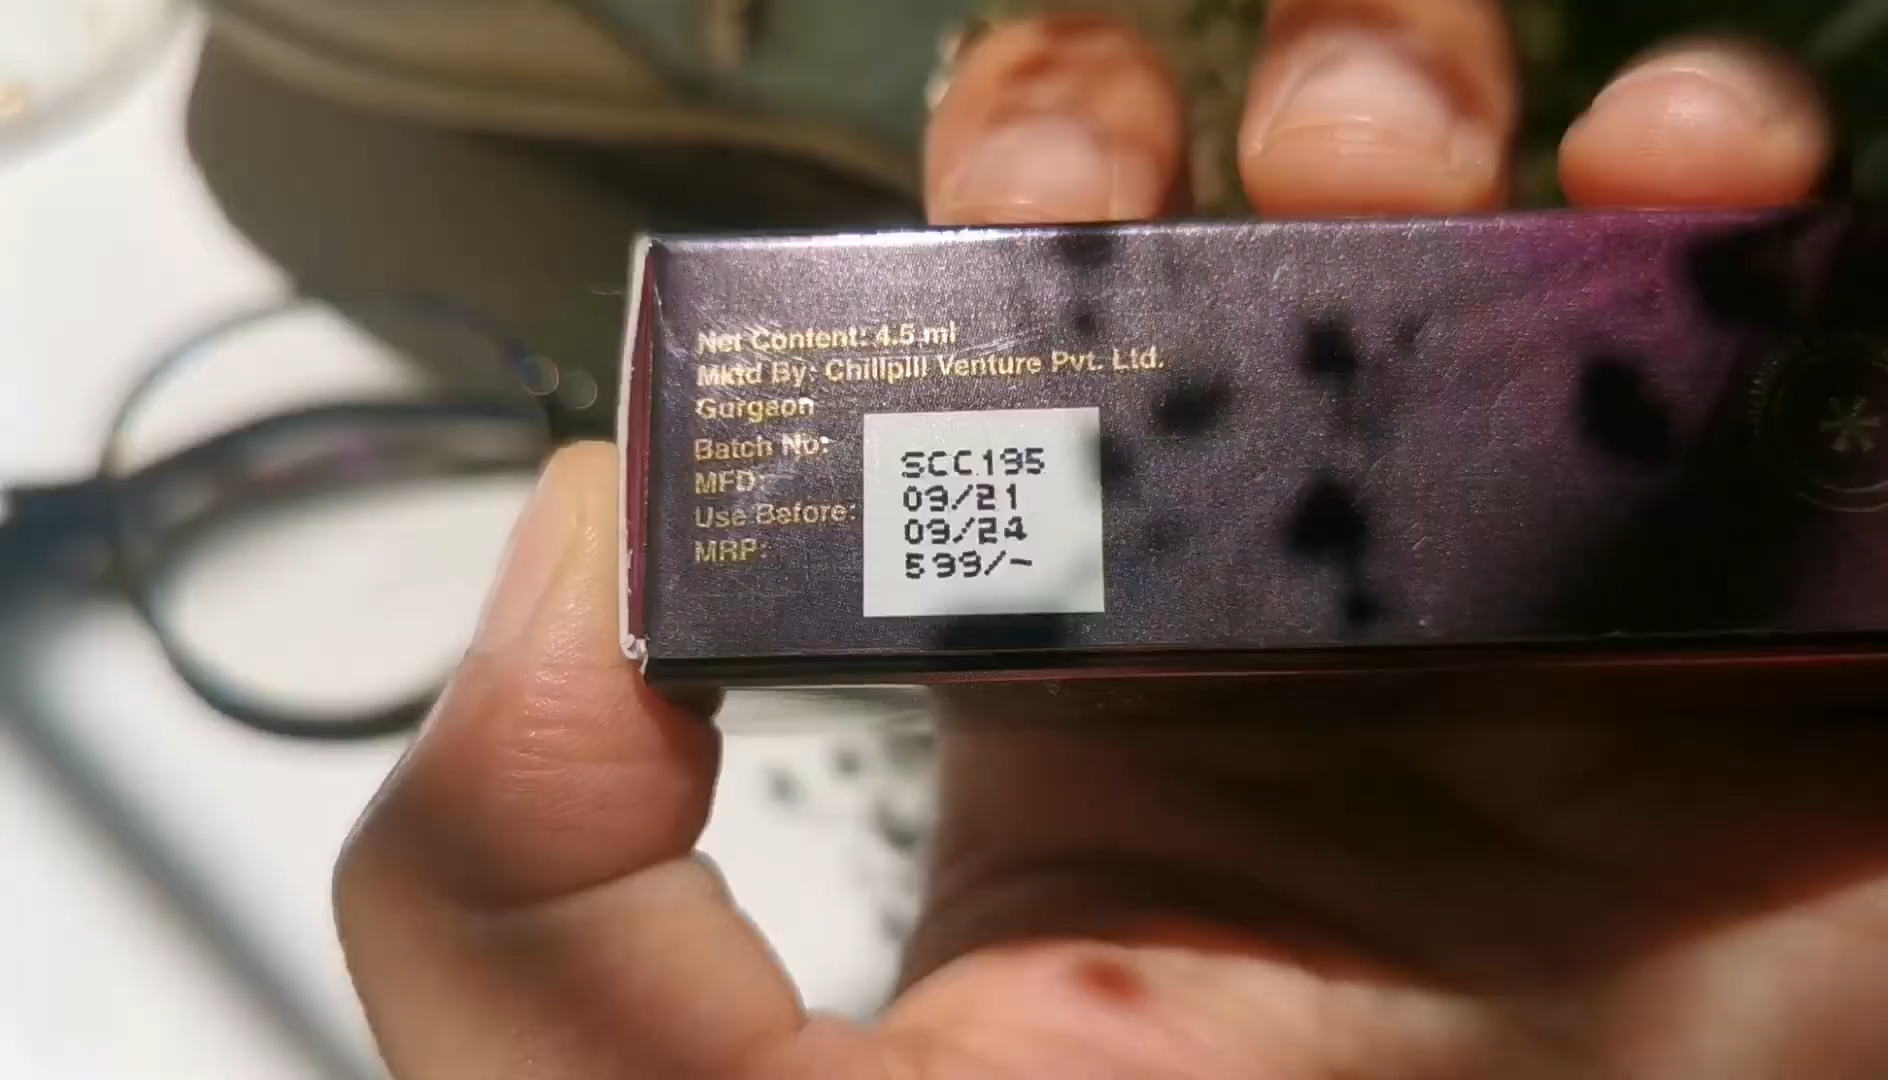 Net Content: 4.5 ml
Mktd By: Chillpill Venture Pvt. Ltd.
Gurgaon
Batch No: SCC195
MFD: 09/21
Use Before: 09/24
MRP: 599/-